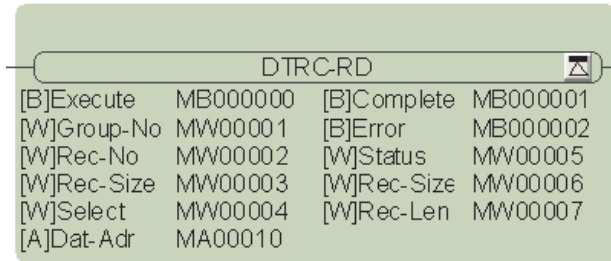 DTRC-RD
[B]Execute MB000000 [B]Complete MB000001
[W]Group-No MW00001 [B]Error MB000002
[W]Rec-No MW00002 [W]Status MW00005
[W]Rec-Size MW00003 [W]Rec-Size MW00006
[W]Select MW00004 [W]Rec-Len MW00007
[A]Dat-Adr MA00010